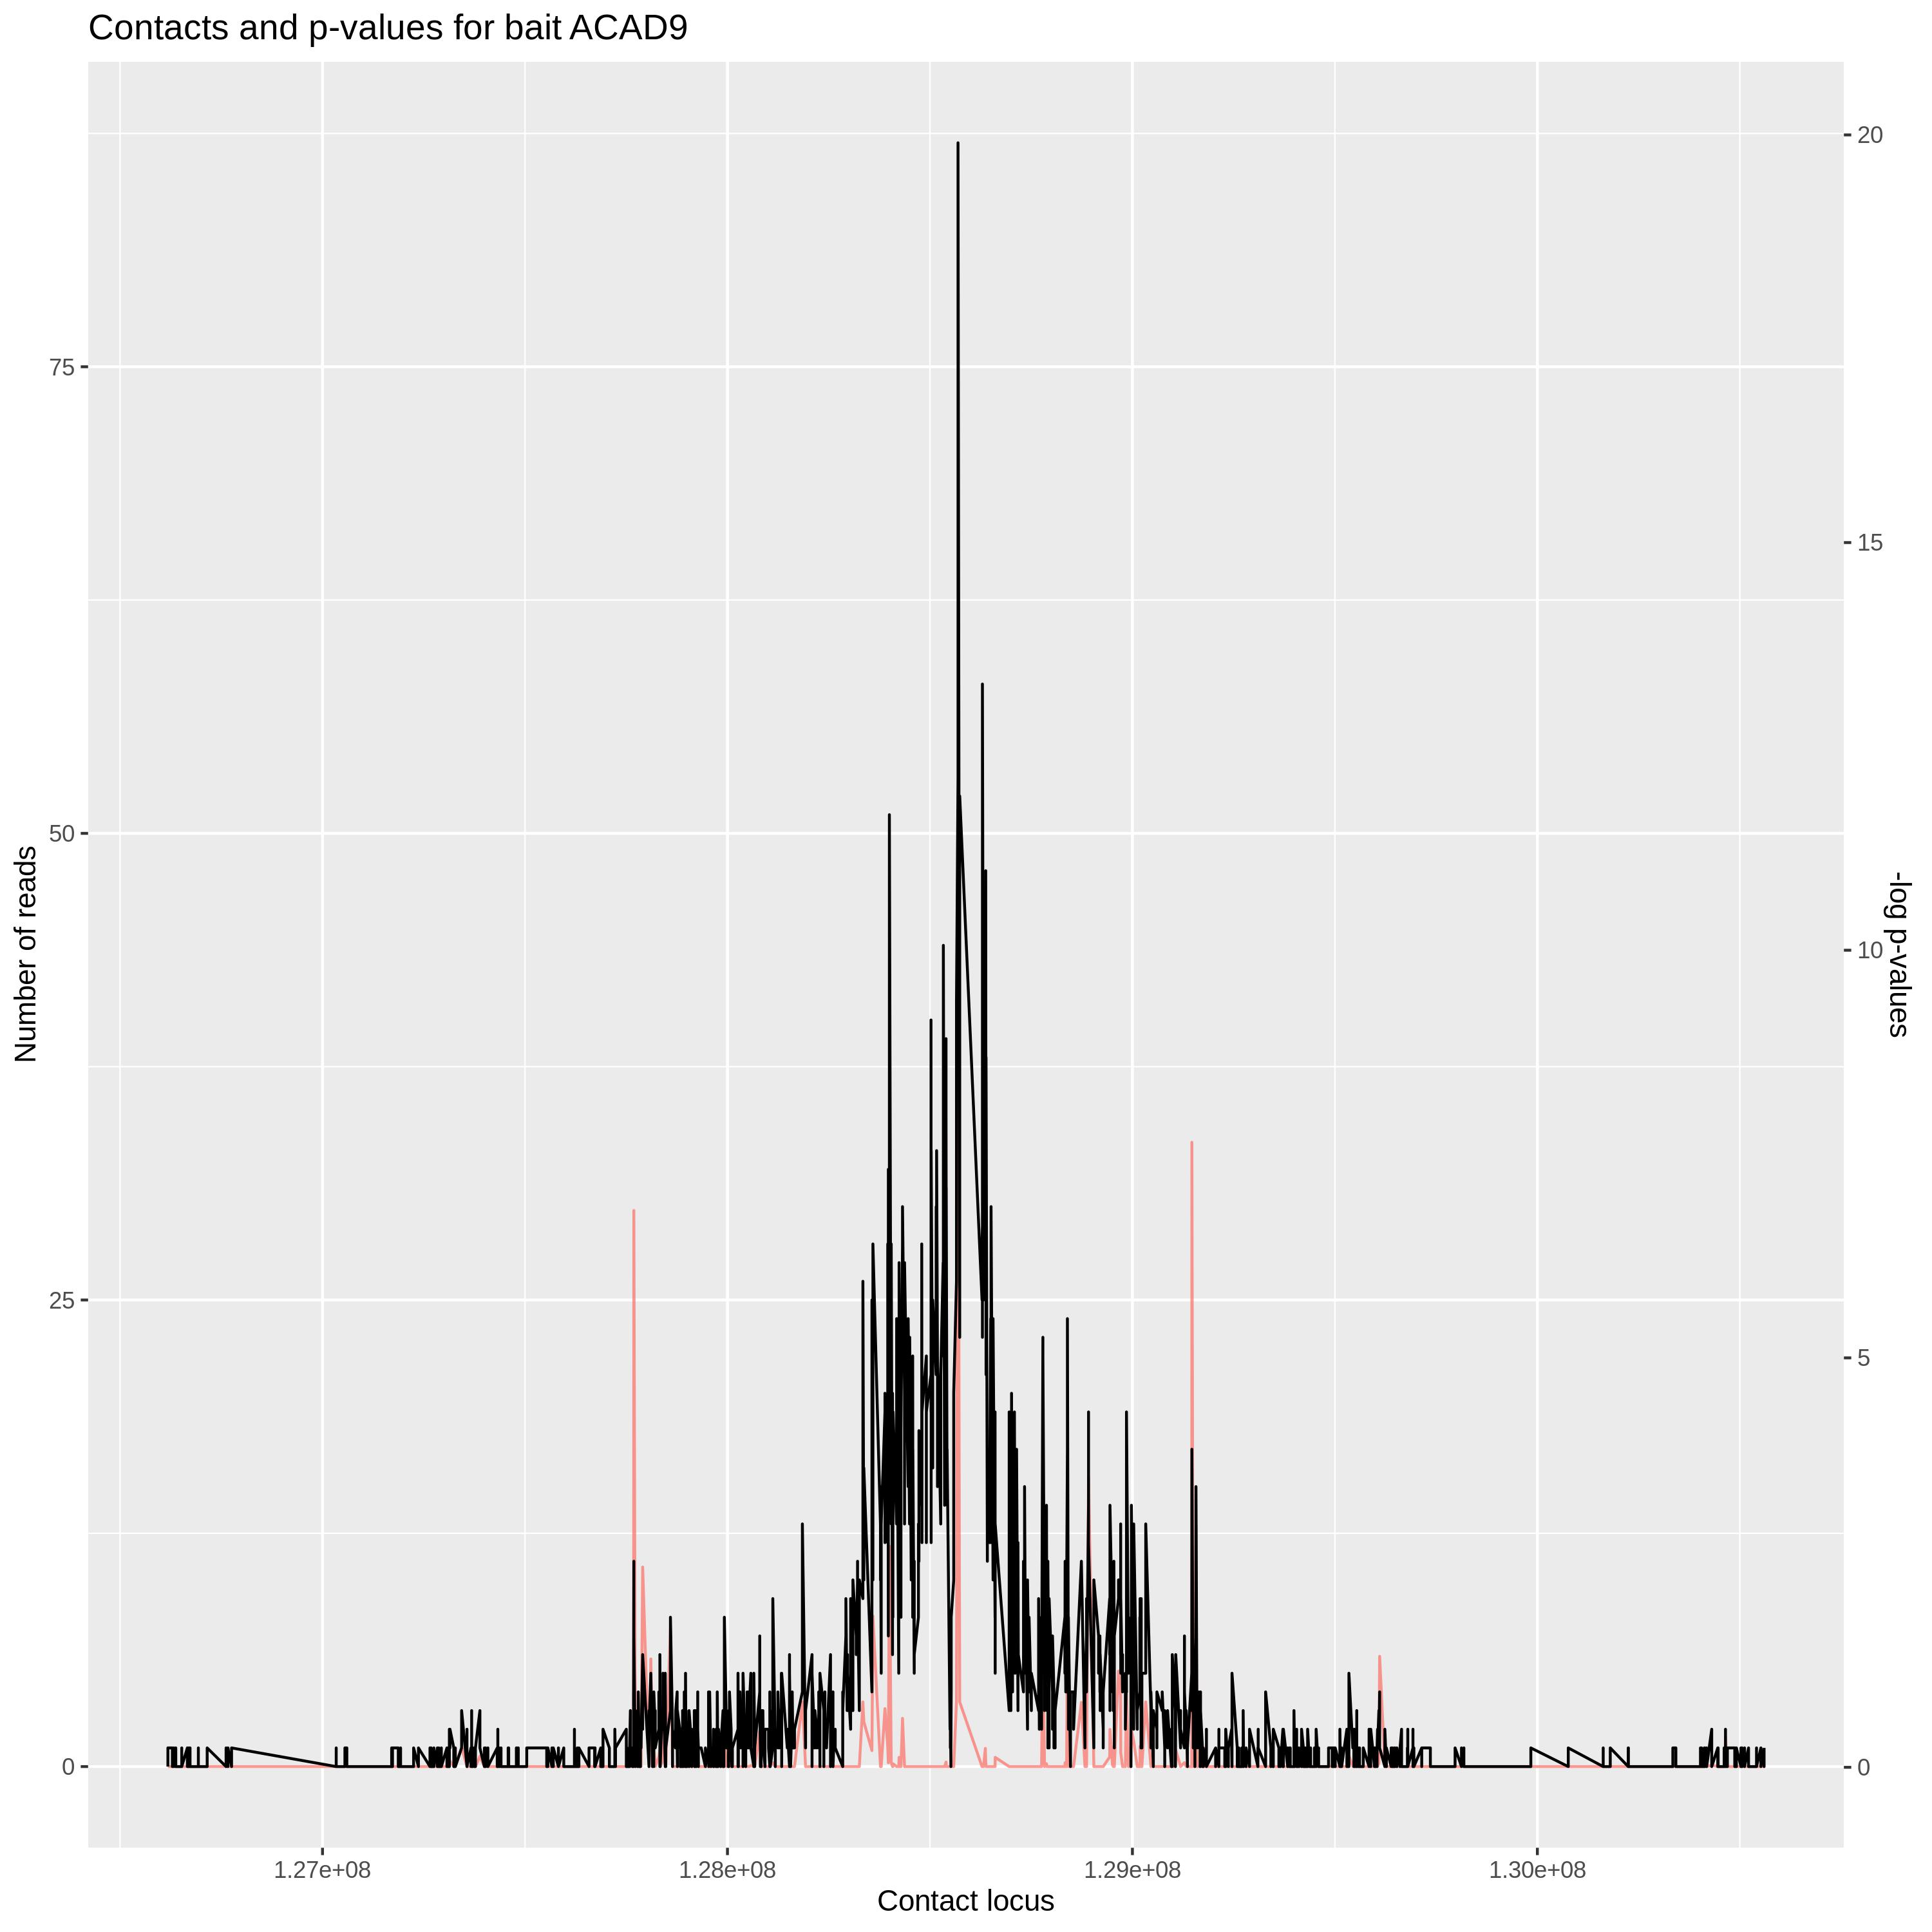 Contacts and p-values for bait ACAD9
Number of reads
75
50
25
0
20
15
10
5
0
-log p-values
1.27e+08
1.28e+08
1.29e+08
1.30e+08
Contact locus